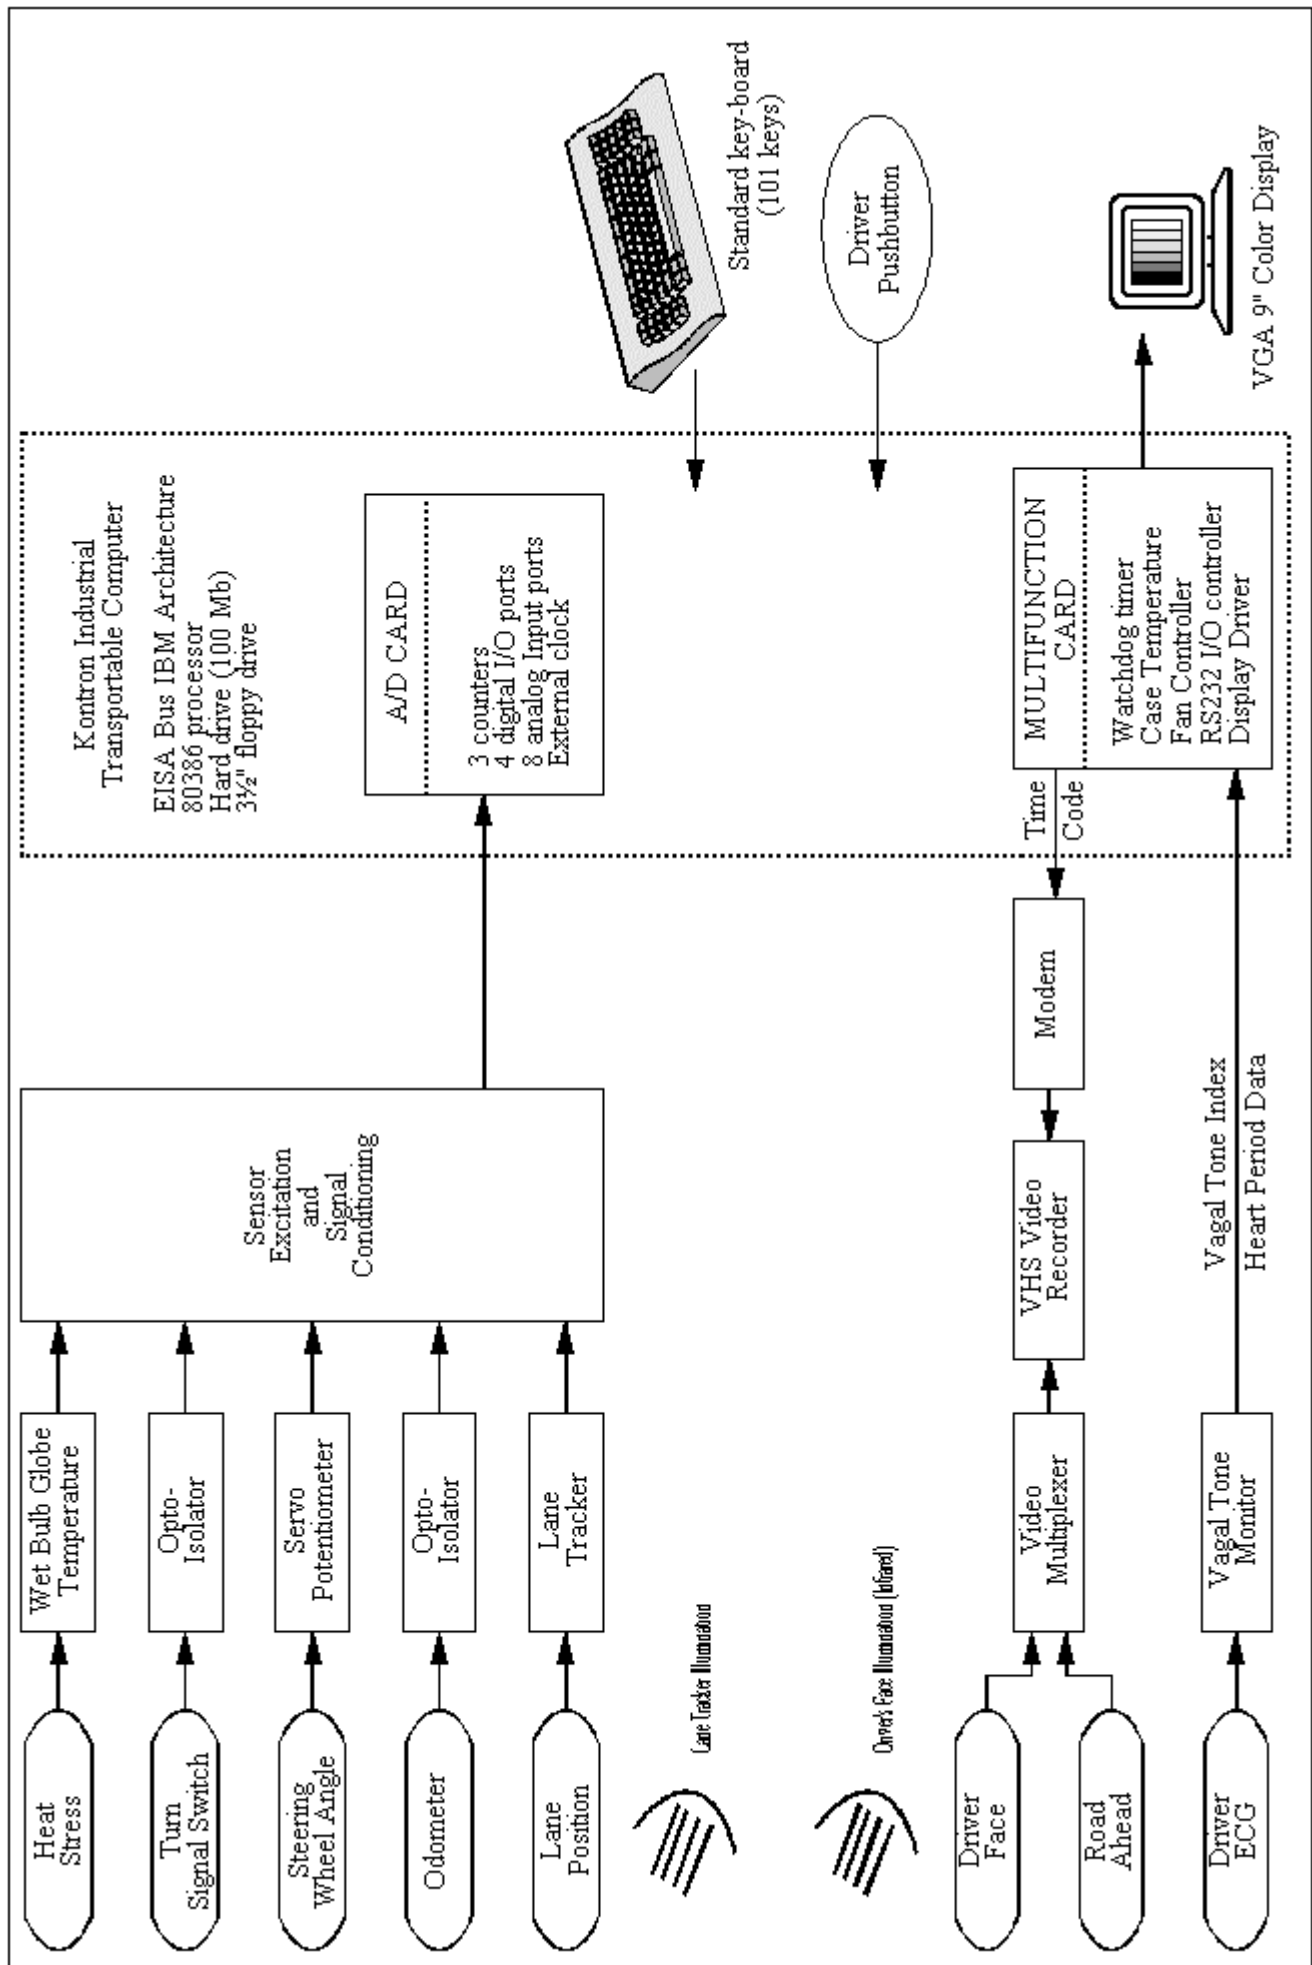 Heat
Stress
Wet Bulb Globe
Temperature
Turn
Signal Switch
Opto-
Isolator
Steering
Wheel Angle
Servo
Potentiometer
Odometer
Opto-
Isolator
Lane
Position
Lane
Tracker
Sensor
Excitation
and
Signal
Conditioning
Kontron Industrial
Transportable Computer
EISA Bus IBM Architecture
80386 processor
Hard drive (100 Mb)
3½" floppy drive
A/D CARD
3 counters
4 digital I/O ports
8 analog Input ports
External clock
Standard key-board
(101 keys)
Driver
Pushbutton
Lane Tracker Illumination
Driver's Face Illumination (Infrared)
Driver
Face
Road
Ahead
Video
Multiplexer
VHS Video
Recorder
Modem
Time
Code
MULTIFUNCTION
CARD
Watchdog timer
Case Temperature
Fan Controller
RS232 I/O controller
Display Driver
Driver
ECG
Vagal Tone
Monitor
Vagal Tone Index
Heart Period Data
VGA 9" Color Display